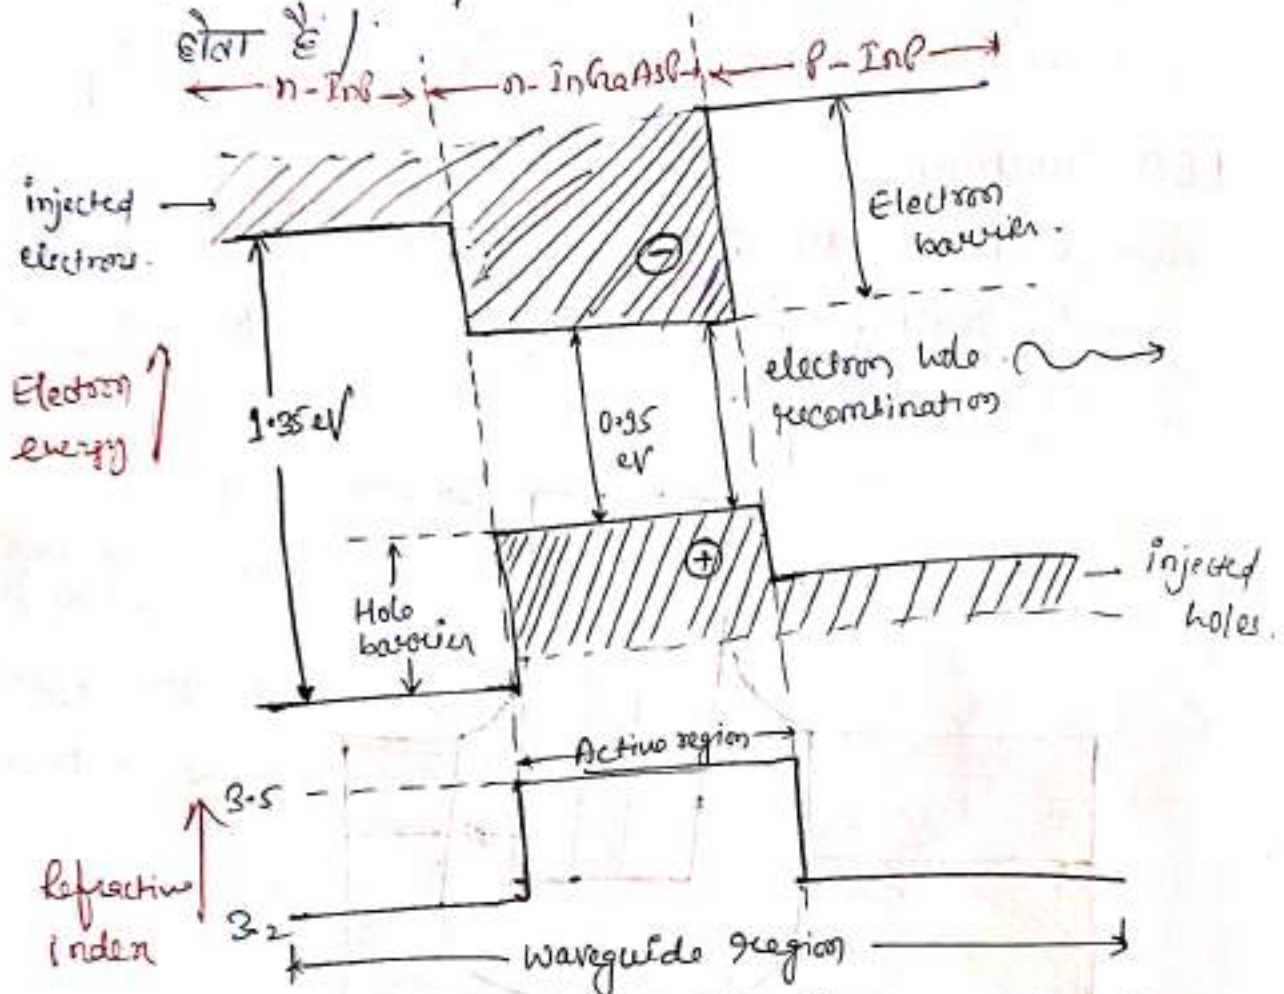 होता है /
n-InP
n-InGaAsP
p-InP
injected
electrons.
Electron
barrier.
Electron
energy
1.35 eV
0.95
eV
electron hole
recombination
Hole
barrier
injected
holes.
Active region
3.5
Refractive
index
3.2
waveguide region